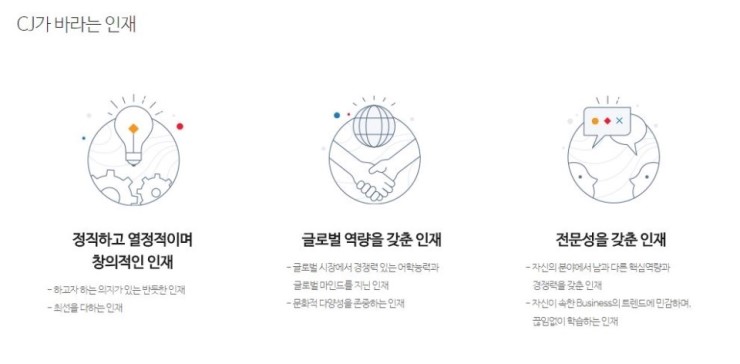 CJ가 바라는 인재
정직하고 열정적이며
창의적인 인재
- 하고자 하는 의지가 있는 반듯한 인재
- 최선을 다하는 인재
글로벌 역량을 갖춘 인재
- 글로벌 시장에서 경쟁력 있는 어학능력과
글로벌 마인드를 지닌 인재
- 문화적 다양성을 존중하는 인재
전문성을 갖춘 인재
- 자신의 분야에서 남과 다른 핵심역량과
경쟁력을 갖춘 인재
- 자신이 속한 Business의 트렌드에 민감하며,
끊임없이 학습하는 인재